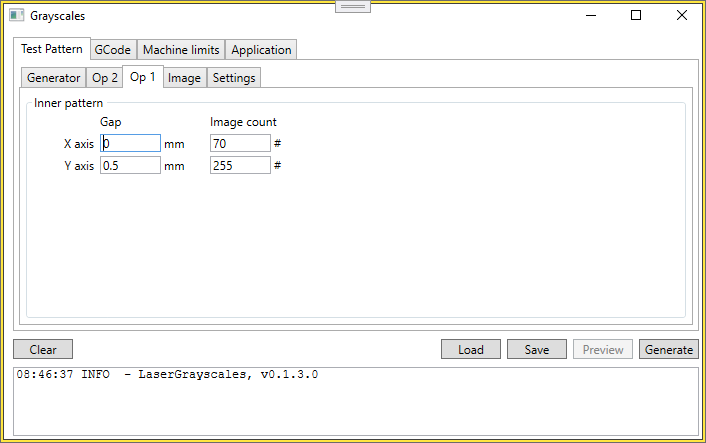 Grayscales
Test Pattern GCode Machine limits Application
Generator Op 2 Op 1 Image Settings
Inner pattern
Gap Image count
X axis 0 mm 70 #
Y axis 0.5 mm 255 #
Clear Load Save Preview Generate
08:46:37 INFO - LaserGrayscales, v0.1.3.0